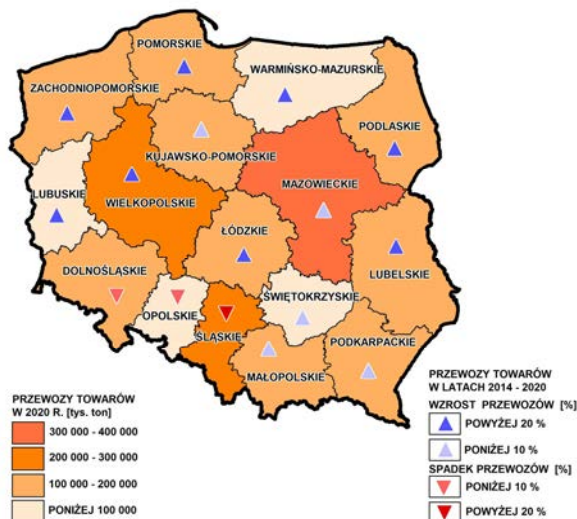 POMORSKIE
WARMIŃSKO-MAZURSKIE
ZACHODNIOPOMORSKIE
PODLASKIE
KUJAWSKO-POMORSKIE
MAZOWIECKIE
LUBUSKIE
WIELKOPOLSKIE
ŁÓDZKIE
DOLNOŚLĄSKIE
LUBELSKIE
OPOLSKIE
ŚWIĘTOKRZYSKIE
ŚLĄSKIE
PODKARPACKIE
MAŁOPOLSKIE
PRZEWOZY TOWARÓW
W 2020 R. [tys. ton]
300 000 - 400 000
200 000 - 300 000
100 000 - 200 000
PONIŻEJ 100 000
PRZEWOZY TOWARÓW
W LATACH 2014 - 2020
WZROST PRZEWOZÓW [%]
POWYŻEJ 20 %
PONIŻEJ 10 %
SPADEK PRZEWOZÓW [%]
PONIŻEJ 10 %
POWYŻEJ 20 %